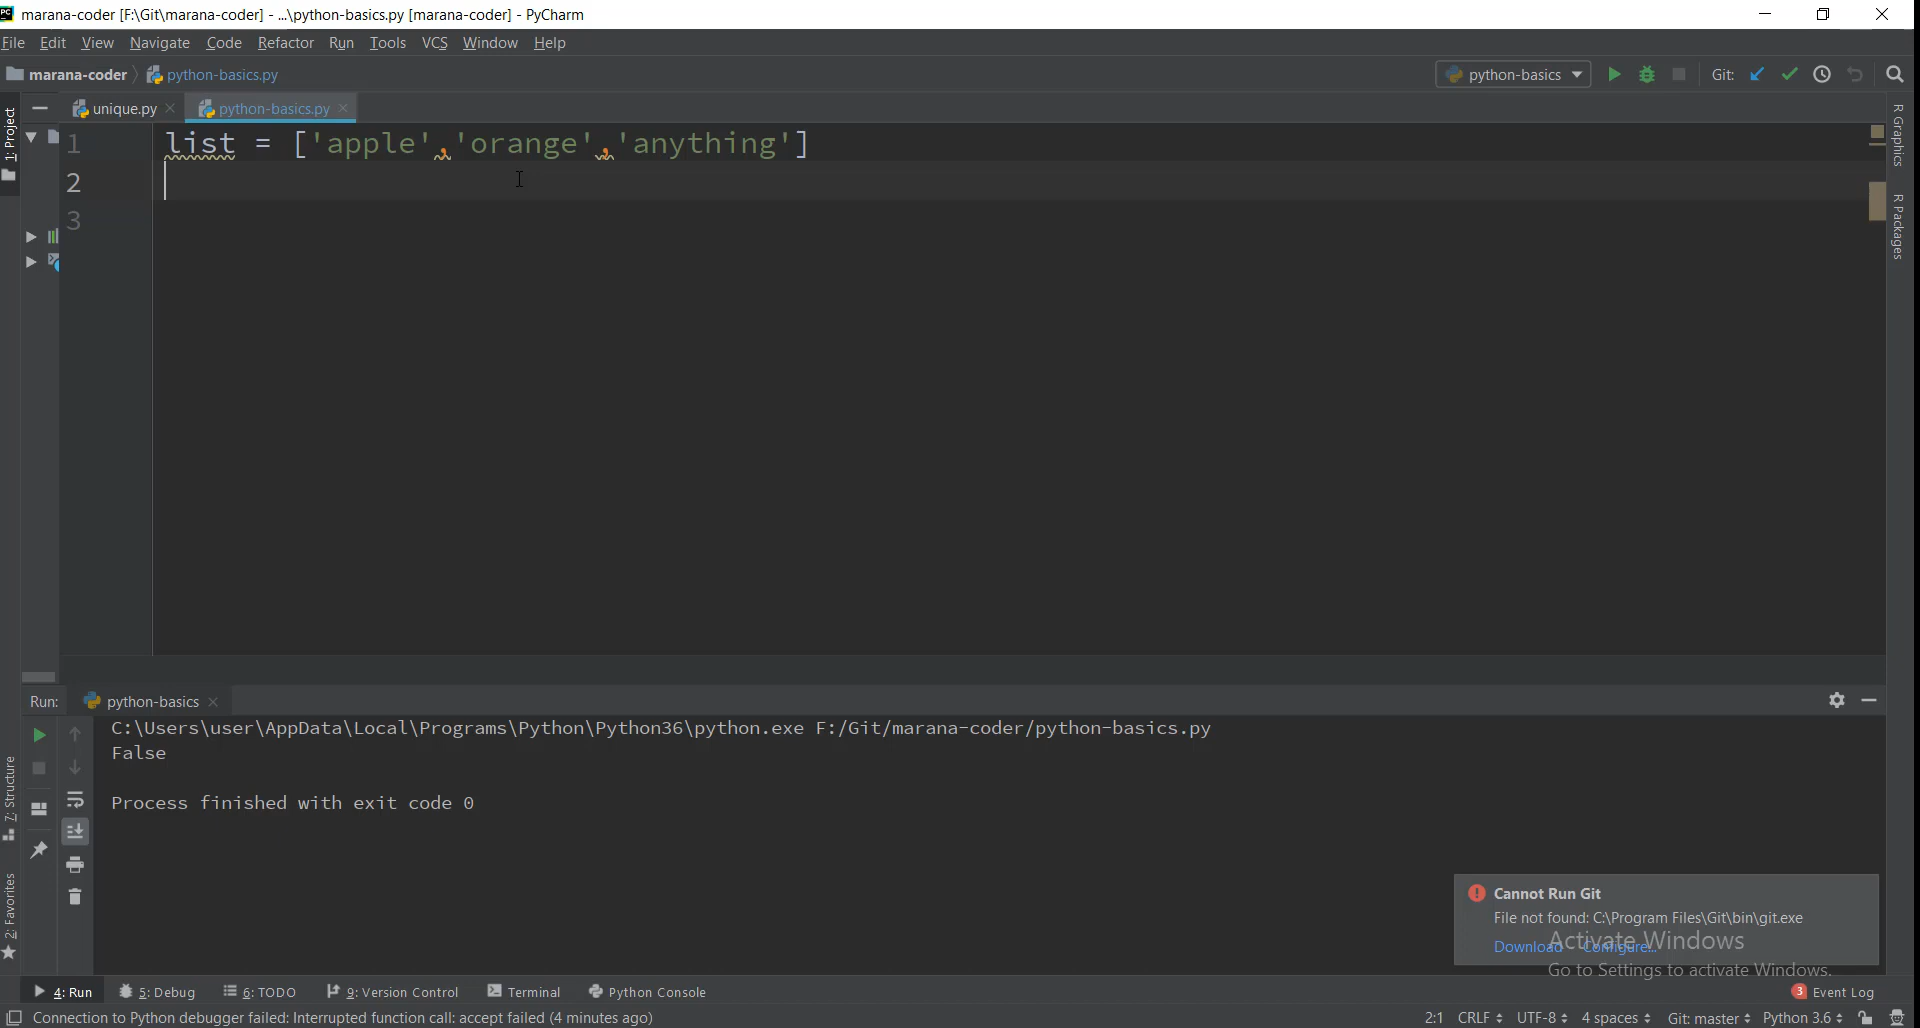 marana-coder [F:\Git\marana-coder] - ...\python-basics.py [marana-coder] - PyCharm
File Edit View Navigate Code Refactor Run Tools VCS Window Help
marana-coder python-basics.py python-basics Git:
unique.py python-basics.py
1: Project
R Graphics
R Packages
1 list = ['apple','orange','anything']
2
3
Run: python-basics
C:\Users\user\AppData\Local\Programs\Python\Python36\python.exe F:/Git/marana-coder/python-basics.py
False
Process finished with exit code 0
7: Structure
2: Favorites
Cannot Run Git
File not found: C:\Program Files\Git\bin\git.exe
Download Configure...
Activate Windows
Go to Settings to activate Windows.
4: Run 5: Debug 6: TODO 9: Version Control Terminal Python Console 3 Event Log
Connection to Python debugger failed: Interrupted function call: accept failed (4 minutes ago) 2:1 CRLF UTF-8 4 spaces Git: master Python 3.6